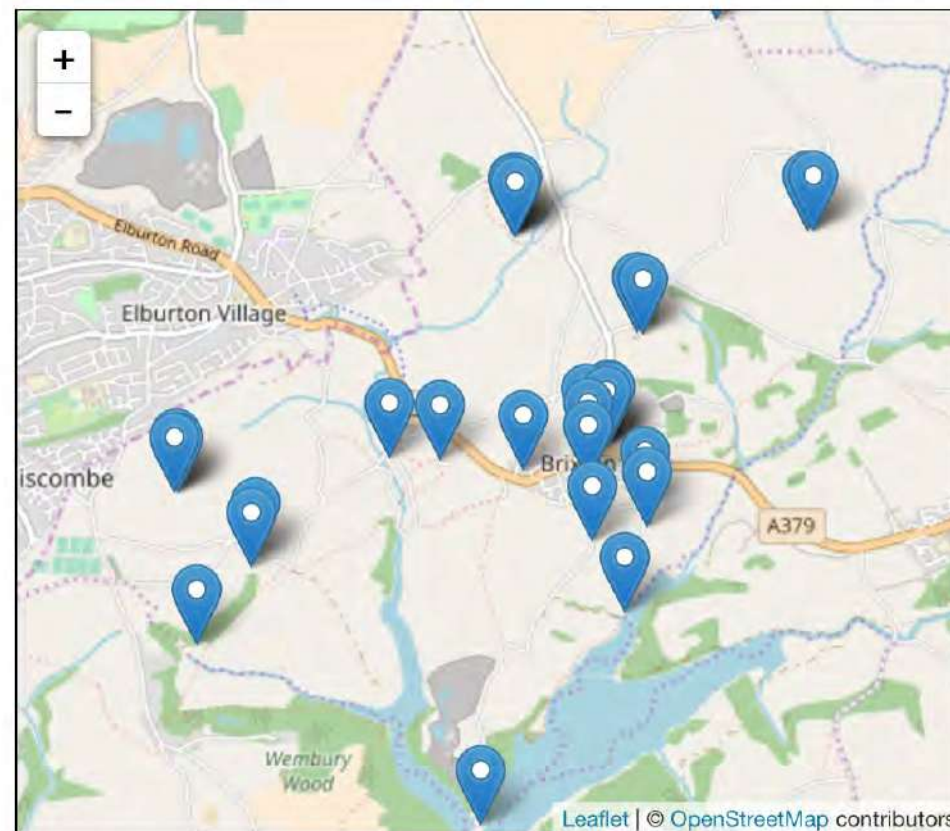 +
−
Elburton Road
Elburton Village
iscombe
A379
Wembury
Wood
Leaflet | © OpenStreetMap contributors